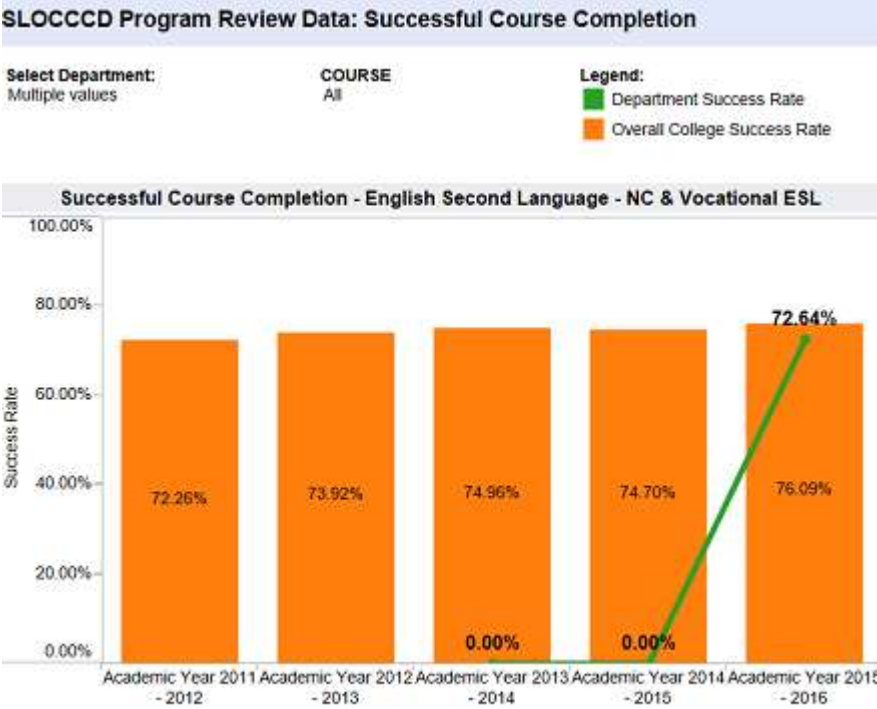 SLOCCCD Program Review Data: Successful Course Completion
Select Department:
Multiple values
COURSE
All
Legend:
Department Success Rate
Overall College Success Rate
Successful Course Completion - English Second Language - NC & Vocational ESL
Success Rate
100.00%
80.00%
60.00%
40.00%
20.00%
0.00%
72.26%
73.92%
74.96%
74.70%
76.09%
0.00%
0.00%
72.64%
Academic Year 2011
- 2012
Academic Year 2012
- 2013
Academic Year 2013
- 2014
Academic Year 2014
- 2015
Academic Year 2015
- 2016